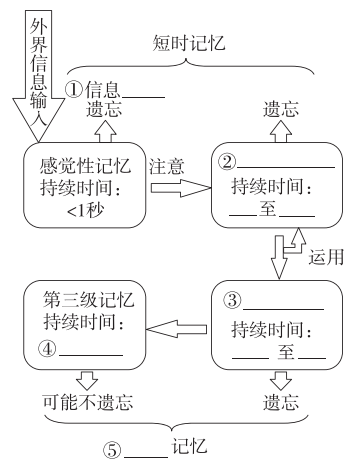 外界信息输入
短时记忆
①信息____
遗忘
遗忘
感觉性记忆
持续时间：
<1秒
注意
②________
持续时间：
___至____
运用
第三级记忆
持续时间：
④______
③________
持续时间：
____ 至___
可能不遗忘
遗忘
⑤____记忆